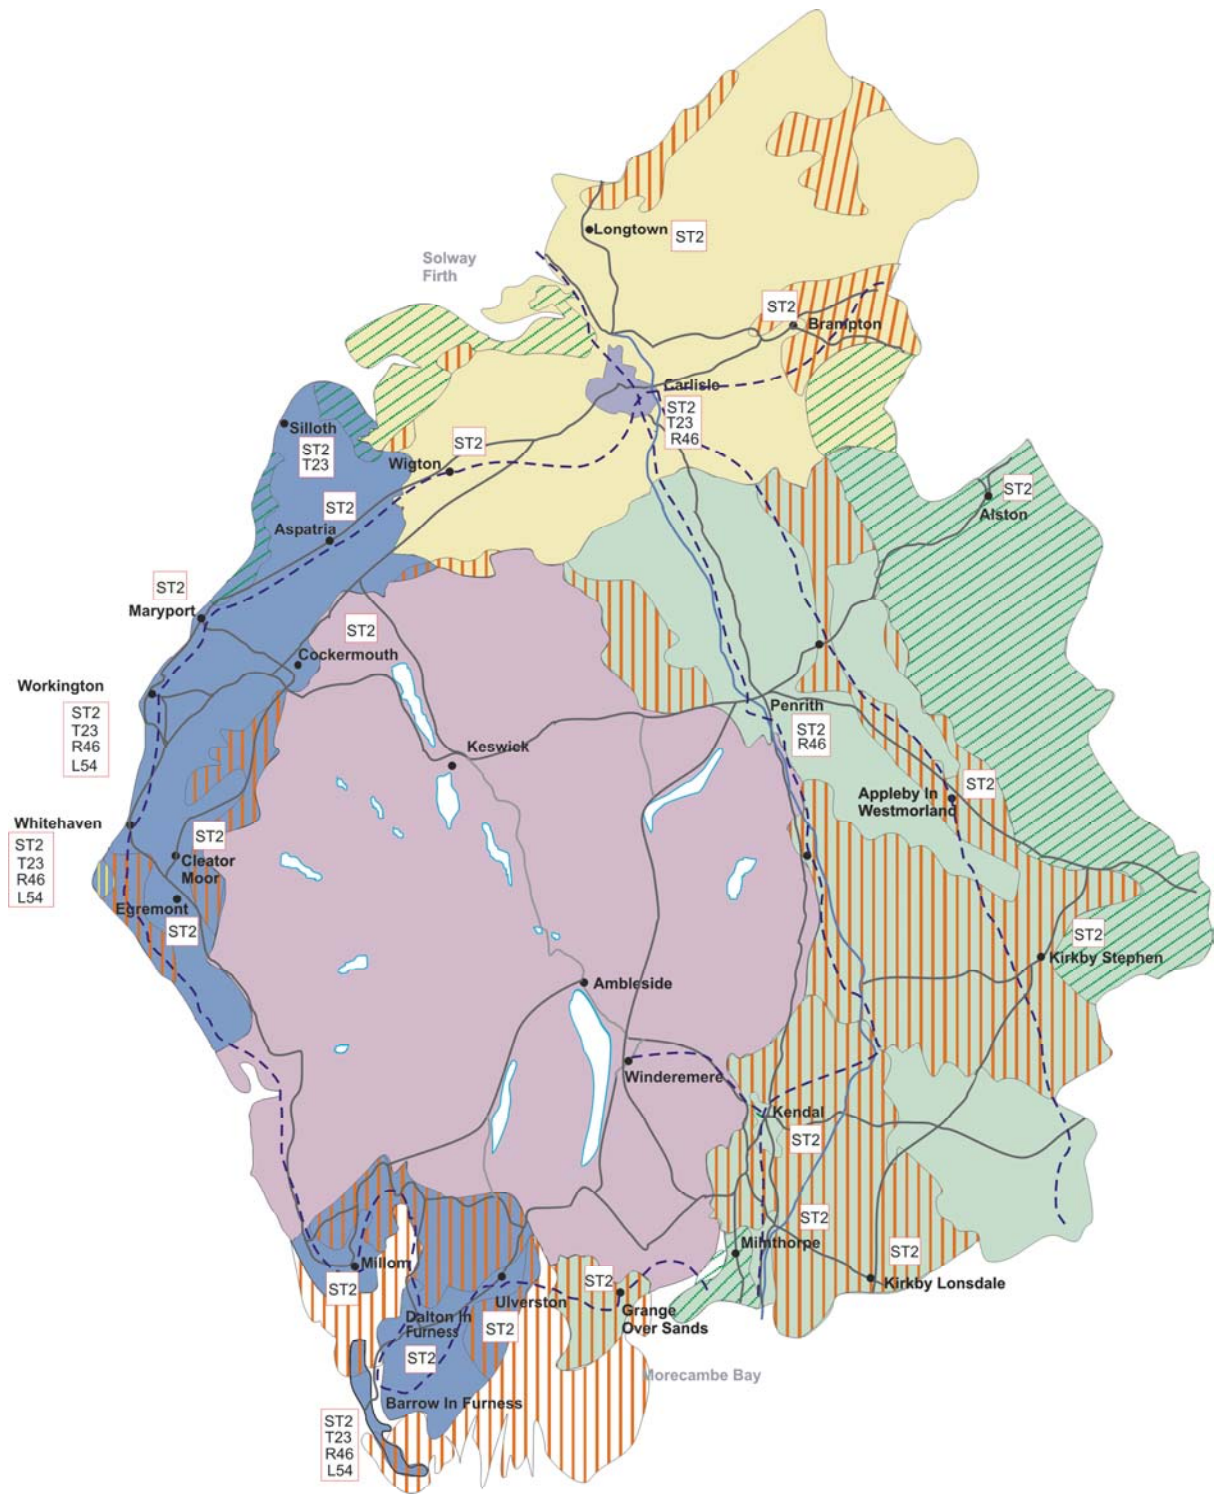 Longtown
ST2
Solway
Firth
ST2
Brampton
Carlisle
ST2
T23
R46
Silloth
ST2
T23
ST2
Wigton
ST2
Alston
ST2
Aspatria
ST2
Maryport
ST2
Cockermouth
Workington
ST2
T23
R46
L54
Penrith
ST2
R46
Keswick
ST2
Appleby In
Westmorland
Whitehaven
ST2
T23
R46
L54
ST2
Cleator
Moor
Egremont
ST2
ST2
Kirkby Stephen
Ambleside
Winderemere
Kendal
ST2
ST2
Milnthorpe
ST2
Kirkby Lonsdale
Millom
ST2
ST2
Grange
Over Sands
Ulverston
ST2
Dalton In
Furness
ST2
Morecambe Bay
Barrow In Furness
ST2
T23
R46
L54